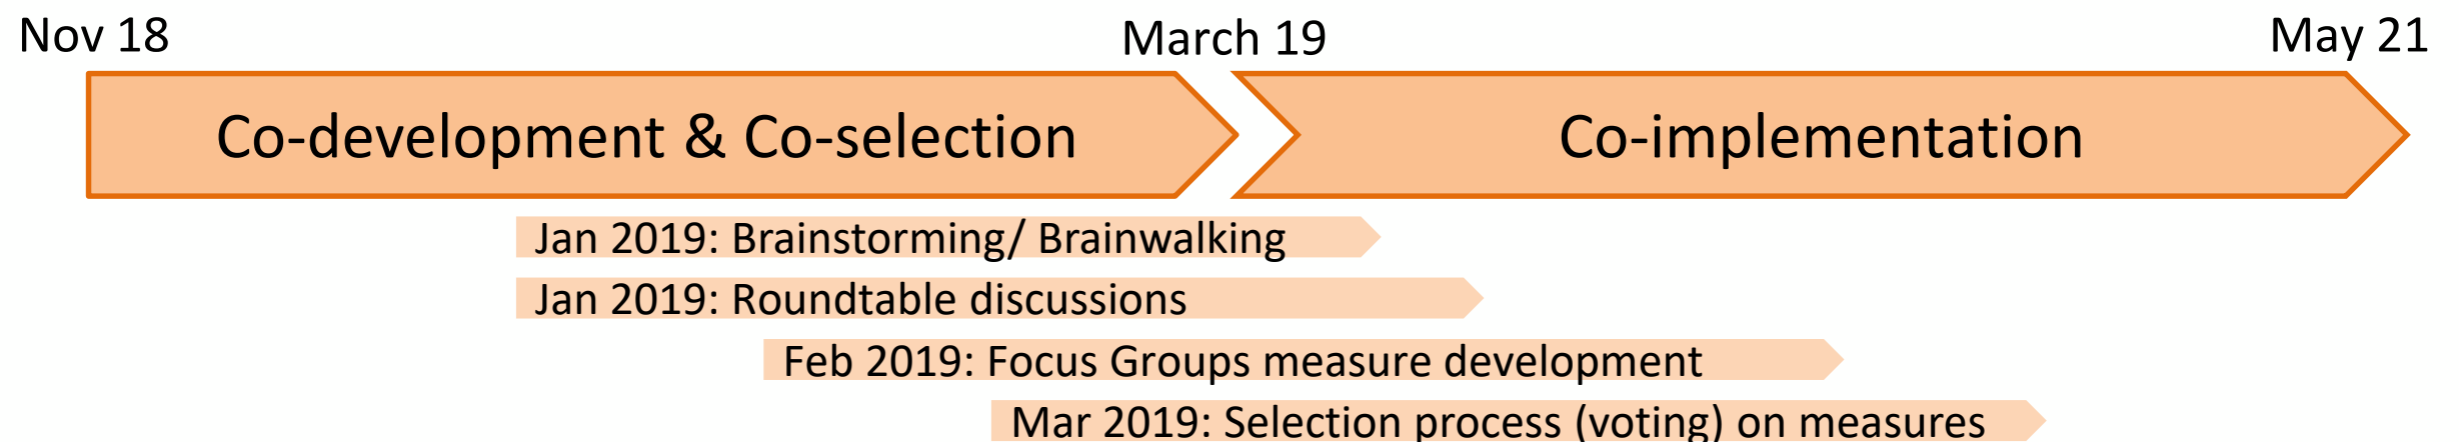 Nov 18
March 19
May 21
Co-development & Co-selection
Co-implementation
Jan 2019: Brainstorming/ Brainwalking
Jan 2019: Roundtable discussions
Feb 2019: Focus Groups measure development
Mar 2019: Selection process (voting) on measures